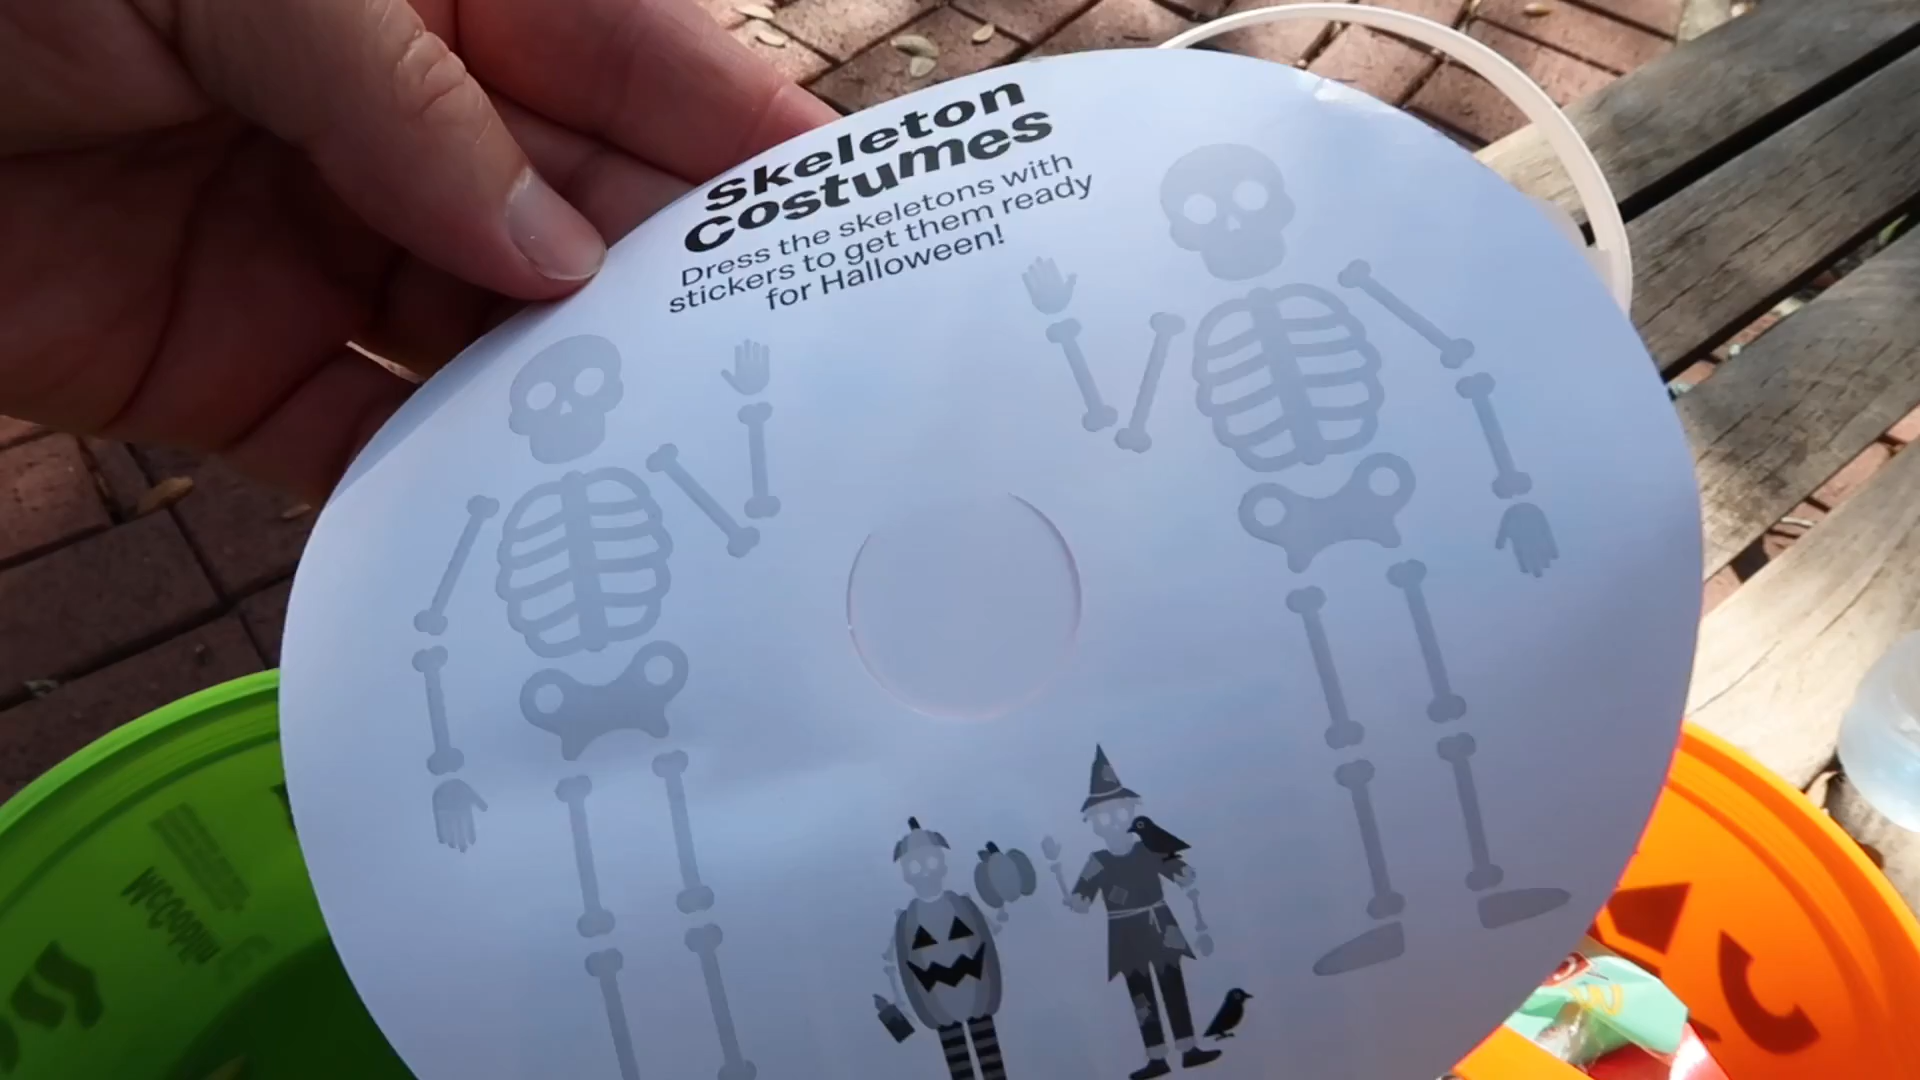 Skeleton
Costumes
Dress the skeletons with
stickers to get them ready
for Halloween!